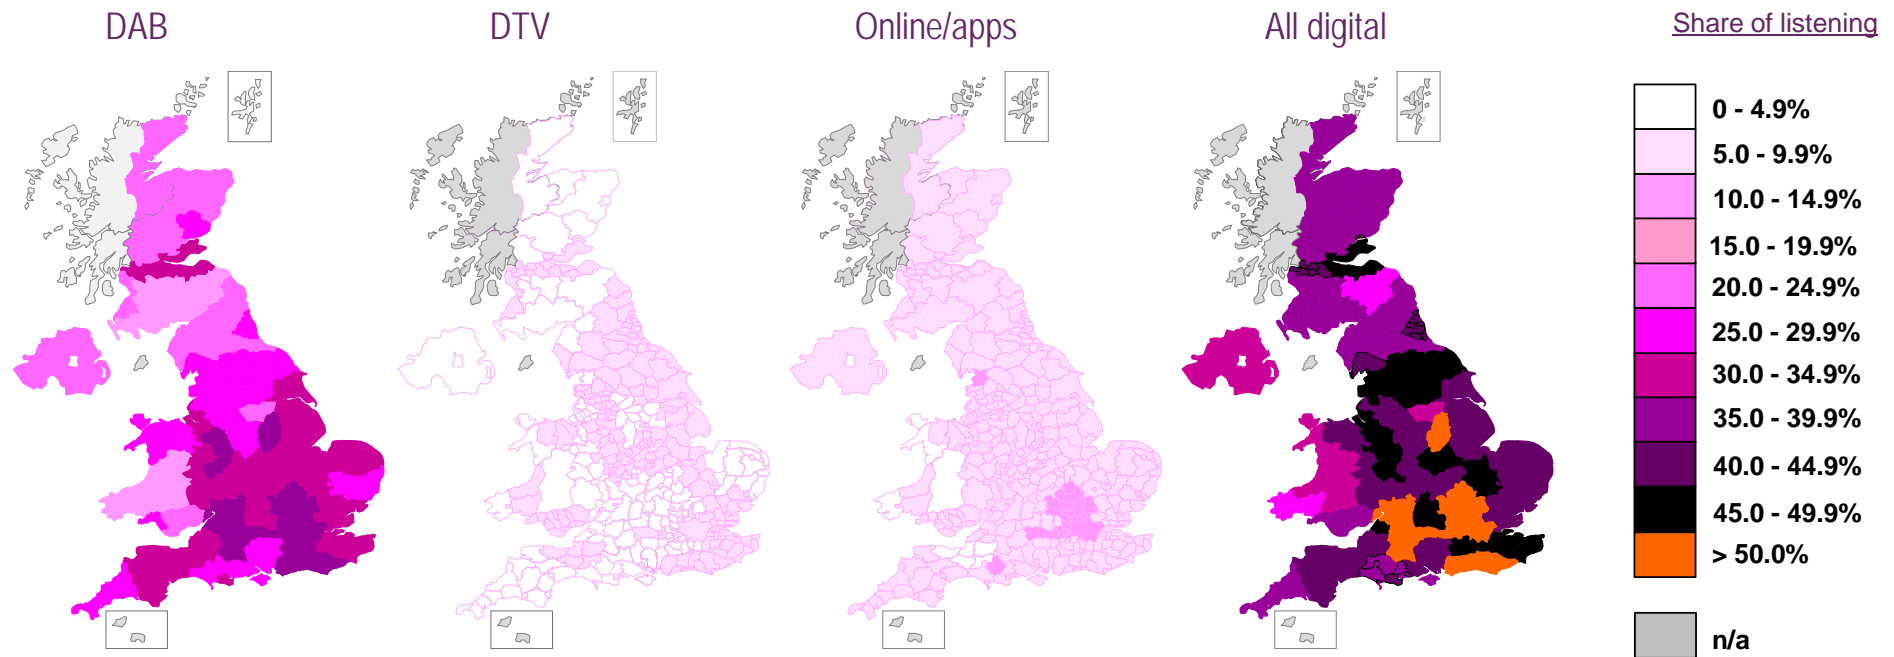 DAB
DTV
Online/apps
All digital
Share of listening
0 - 4.9%
5.0 - 9.9%
10.0 - 14.9%
15.0 - 19.9%
20.0 - 24.9%
25.0 - 29.9%
30.0 - 34.9%
35.0 - 39.9%
40.0 - 44.9%
45.0 - 49.9%
> 50.0%
n/a